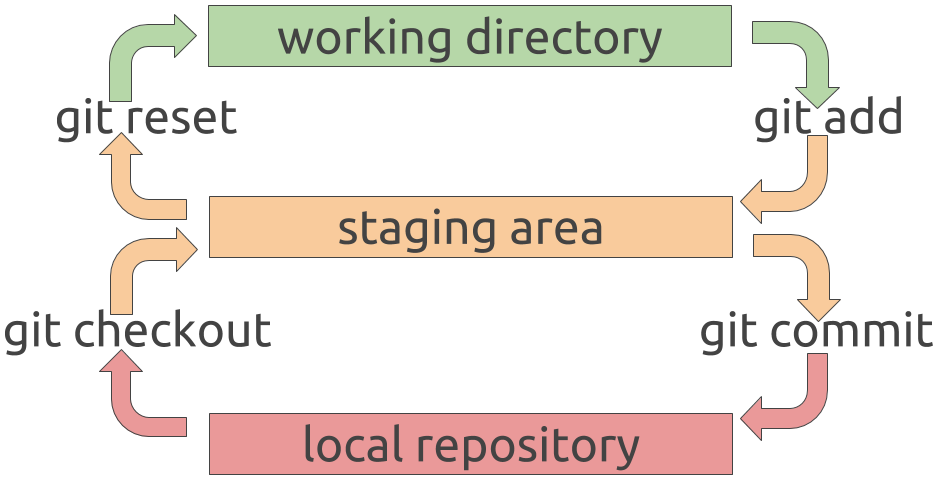 working directory
git reset
git add
staging area
git checkout
git commit
local repository